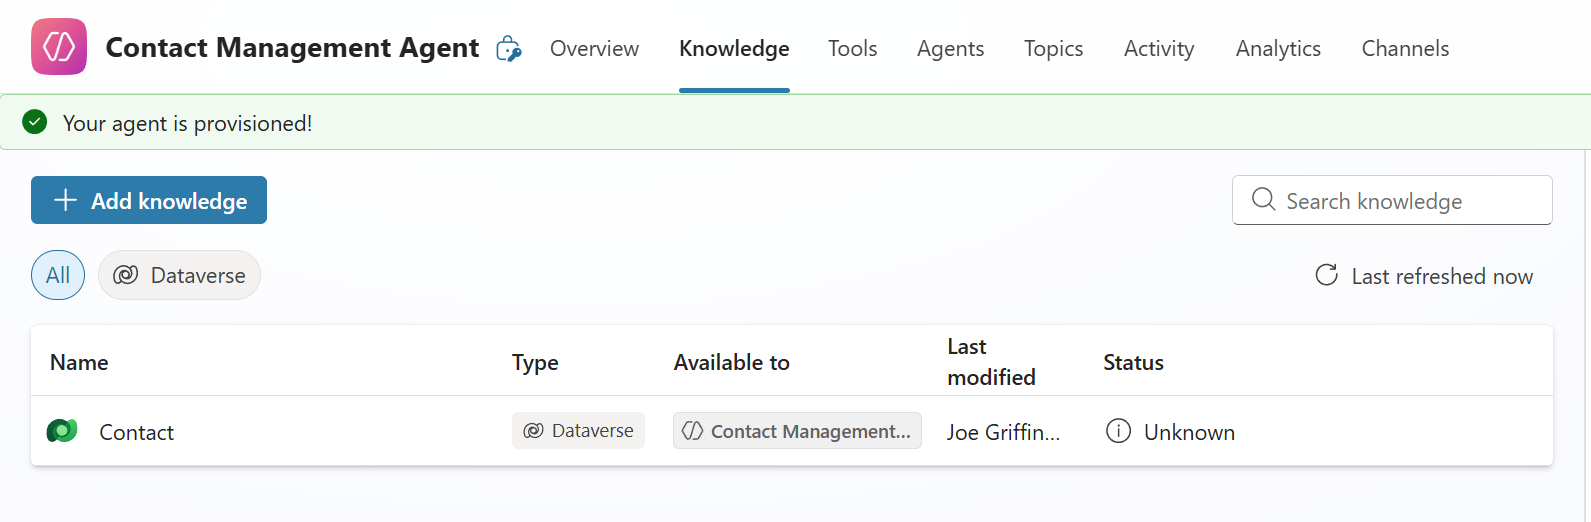 Contact Management Agent Overview Knowledge Tools Agents Topics Activity Analytics Channels
Your agent is provisioned!
Add knowledge
Search knowledge
All Dataverse
Last refreshed now
Name Type Available to Last modified Status
Contact Dataverse Contact Management... Joe Griffin... Unknown